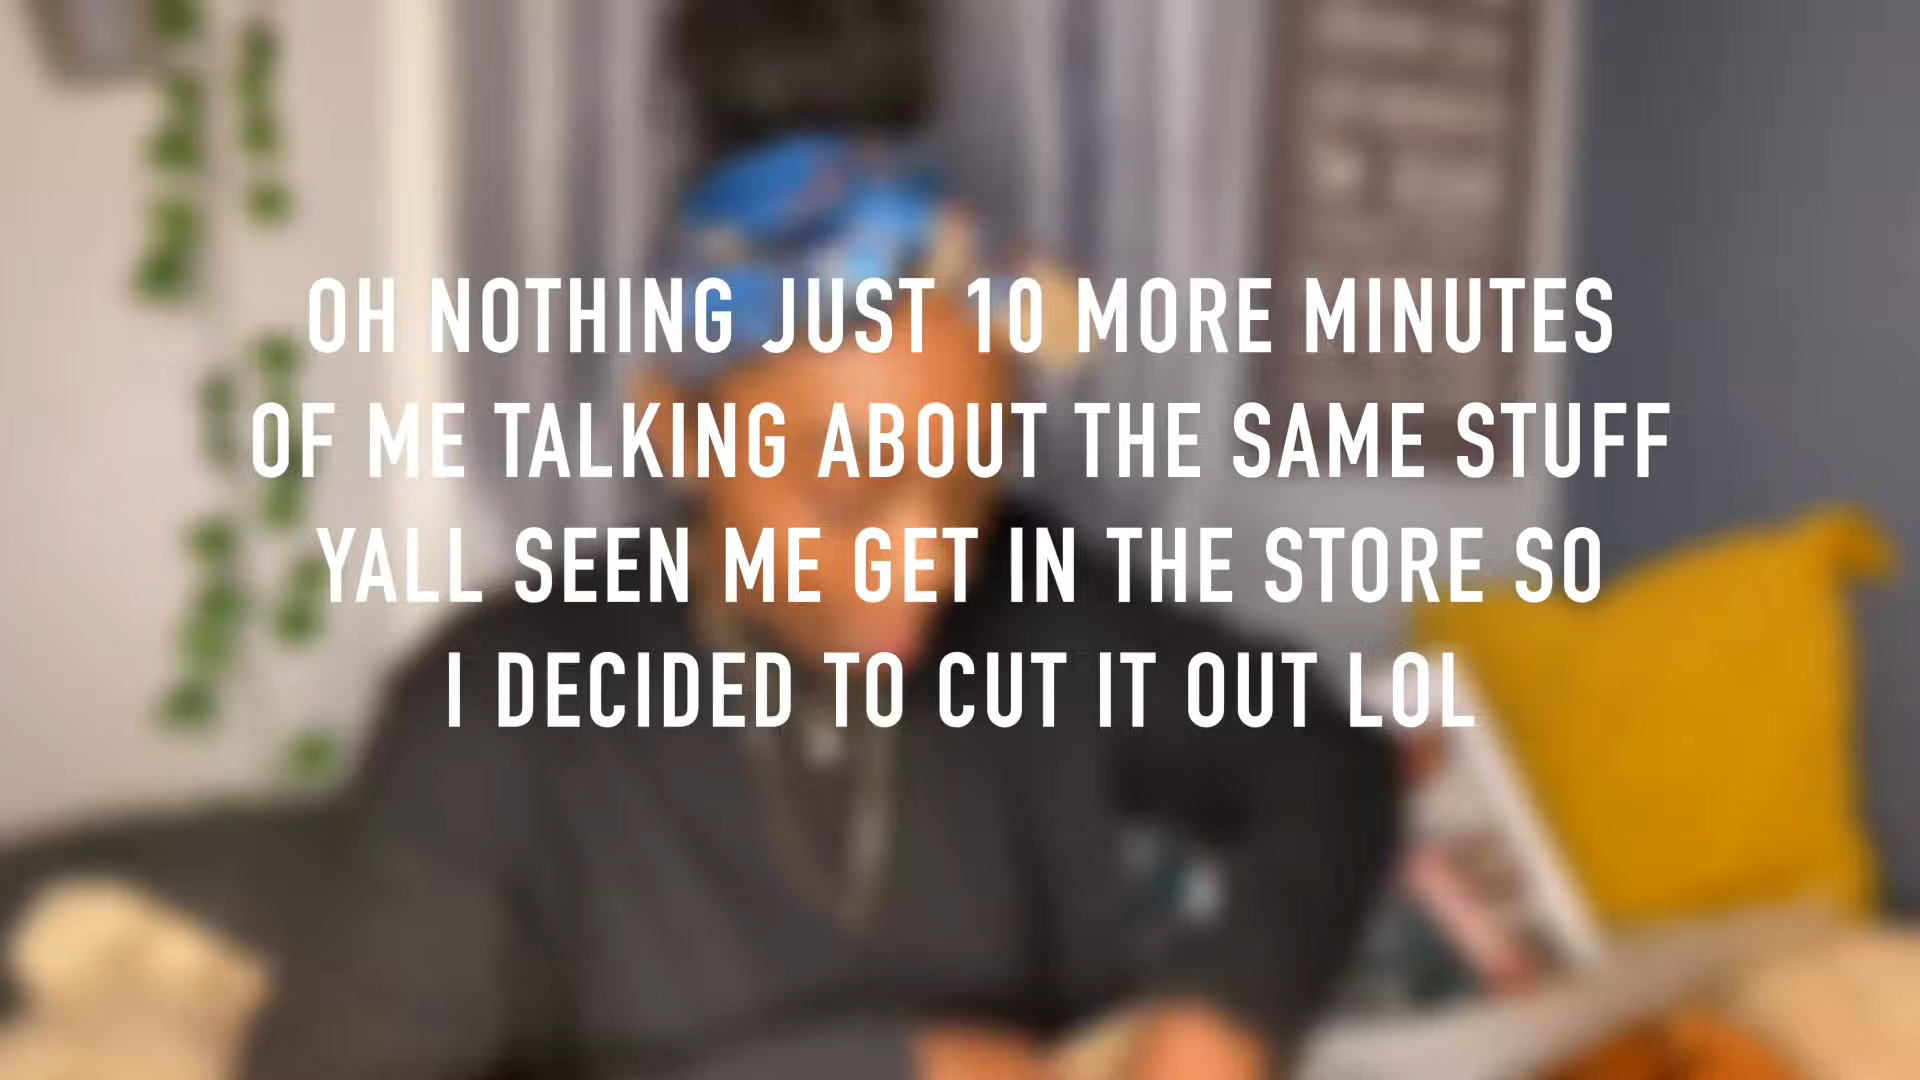 OH NOTHING JUST 10 MORE MINUTES
OF ME TALKING ABOUT THE SAME STUFF
YALL SEEN ME GET IN THE STORE SO
I DECIDED TO CUT IT OUT LOL